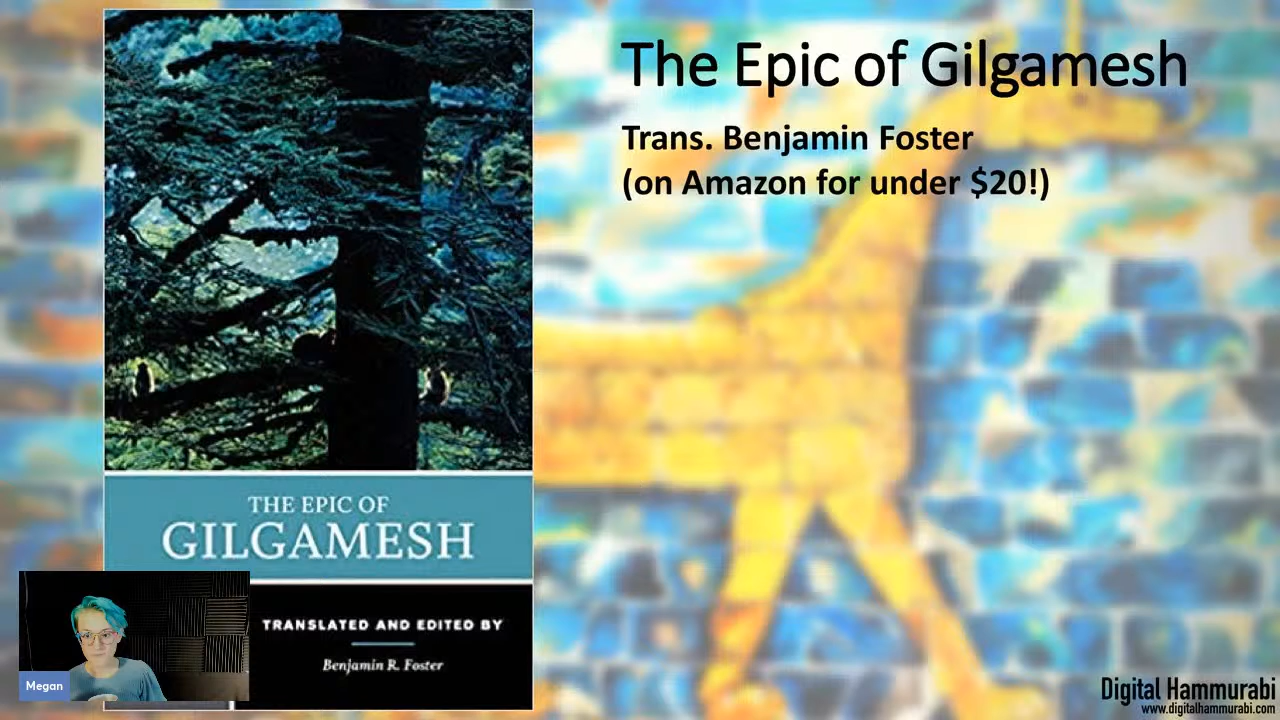 The Epic of Gilgamesh
Trans. Benjamin Foster
(on Amazon for under $20!)
THE EPIC OF
GILGAMESH
TRANSLATED AND EDITED BY
Benjamin R. Foster
Megan
Digital Hammurabi
www.digitalhammurabi.com